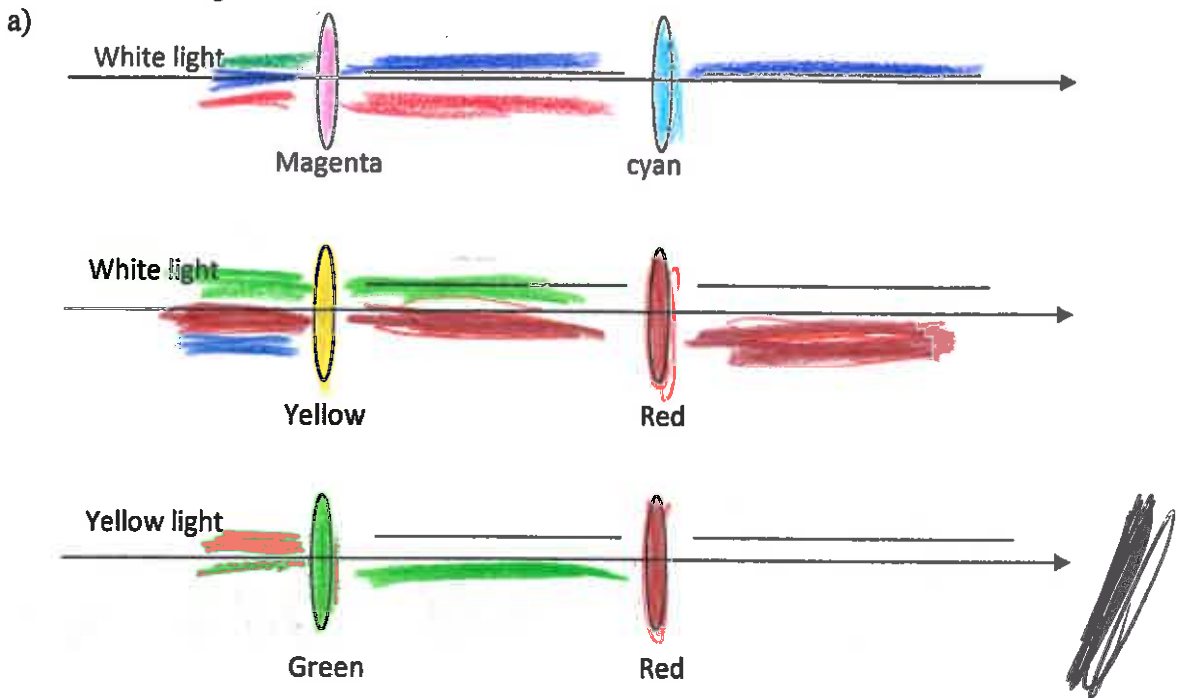 a)
White light
Magenta
cyan
White light
Yellow
Red
Yellow light
Green
Red